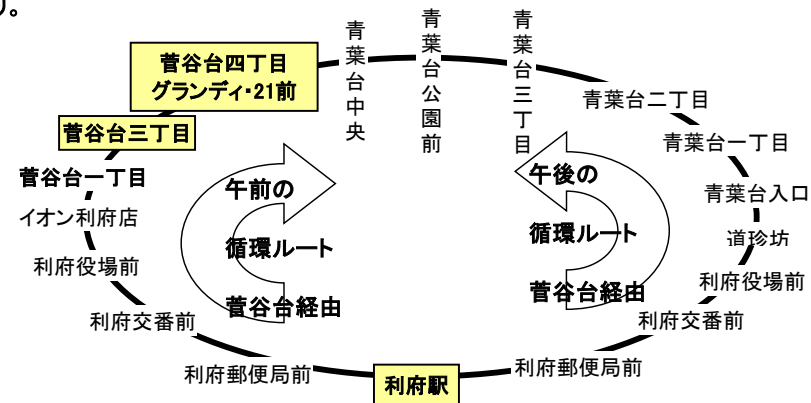 り。
菅谷台四丁目
グランディ・21前
青葉台中央
青葉台公園前
青葉台三丁目
青葉台二丁目
菅谷台三丁目
青葉台一丁目
菅谷台一丁目
午前の
循環ルート
菅谷台経由
午後の
循環ルート
菅谷台経由
青葉台入口
イオン利府店
道珍坊
利府役場前
利府役場前
利府交番前
利府交番前
利府郵便局前
利府駅
利府郵便局前